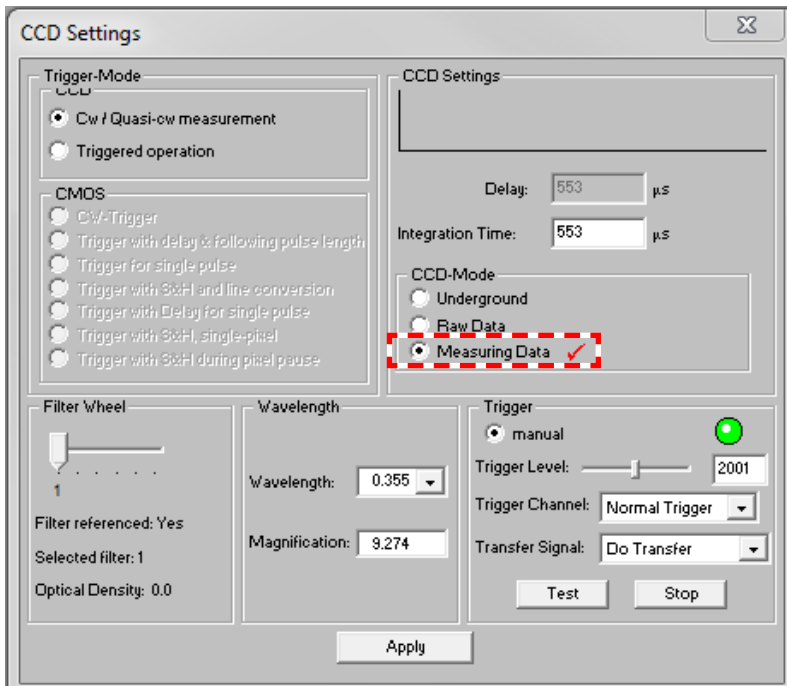 CCD Settings
Trigger-Mode
CCD
Cw / Quasi-cw measurement
Triggered operation
CMOS
CW-Trigger
Trigger with delay & following pulse length
Trigger for single pulse
Trigger with S&H and line conversion
Trigger with Delay for single pulse
Trigger with S&H, single-pixel
Trigger with S&H during pixel pause
CCD Settings
Delay: 553 µs
Integration Time: 553 µs
CCD-Mode
Underground
Raw Data
Measuring Data
Filter Wheel
1
Filter referenced: Yes
Selected filter: 1
Optical Density: 0.0
Wavelength
Wavelength: 0.355
Magnification: 9.274
Trigger
manual
Trigger Level: 2001
Trigger Channel: Normal Trigger
Transfer Signal: Do Transfer
Test Stop
Apply